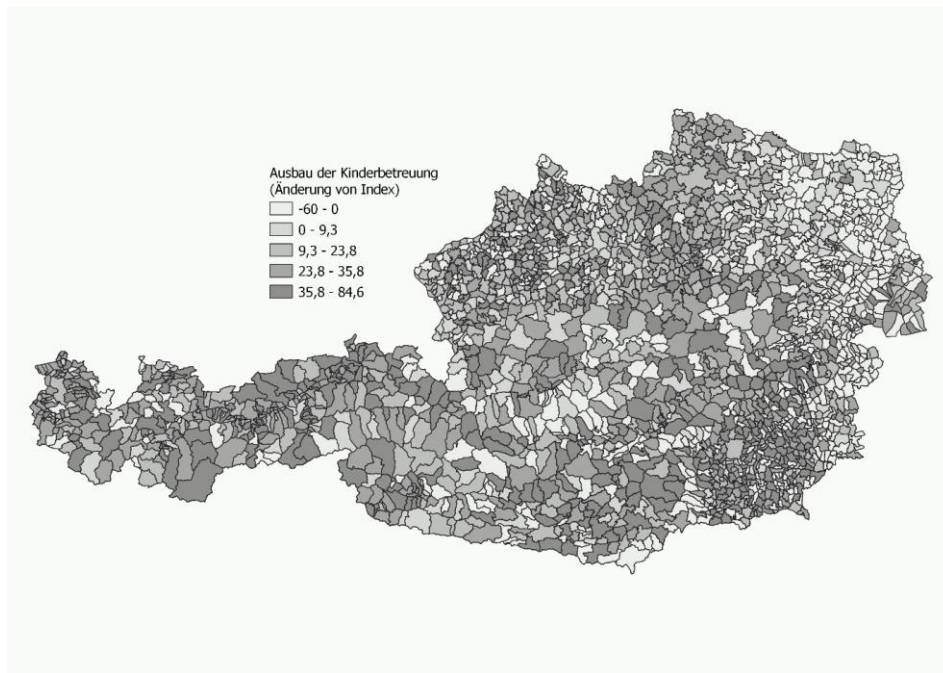 Ausbau der Kinderbetreuung
(Änderung von Index)
-60 - 0
0 - 9,3
9,3 - 23,8
23,8 - 35,8
35,8 - 84,6